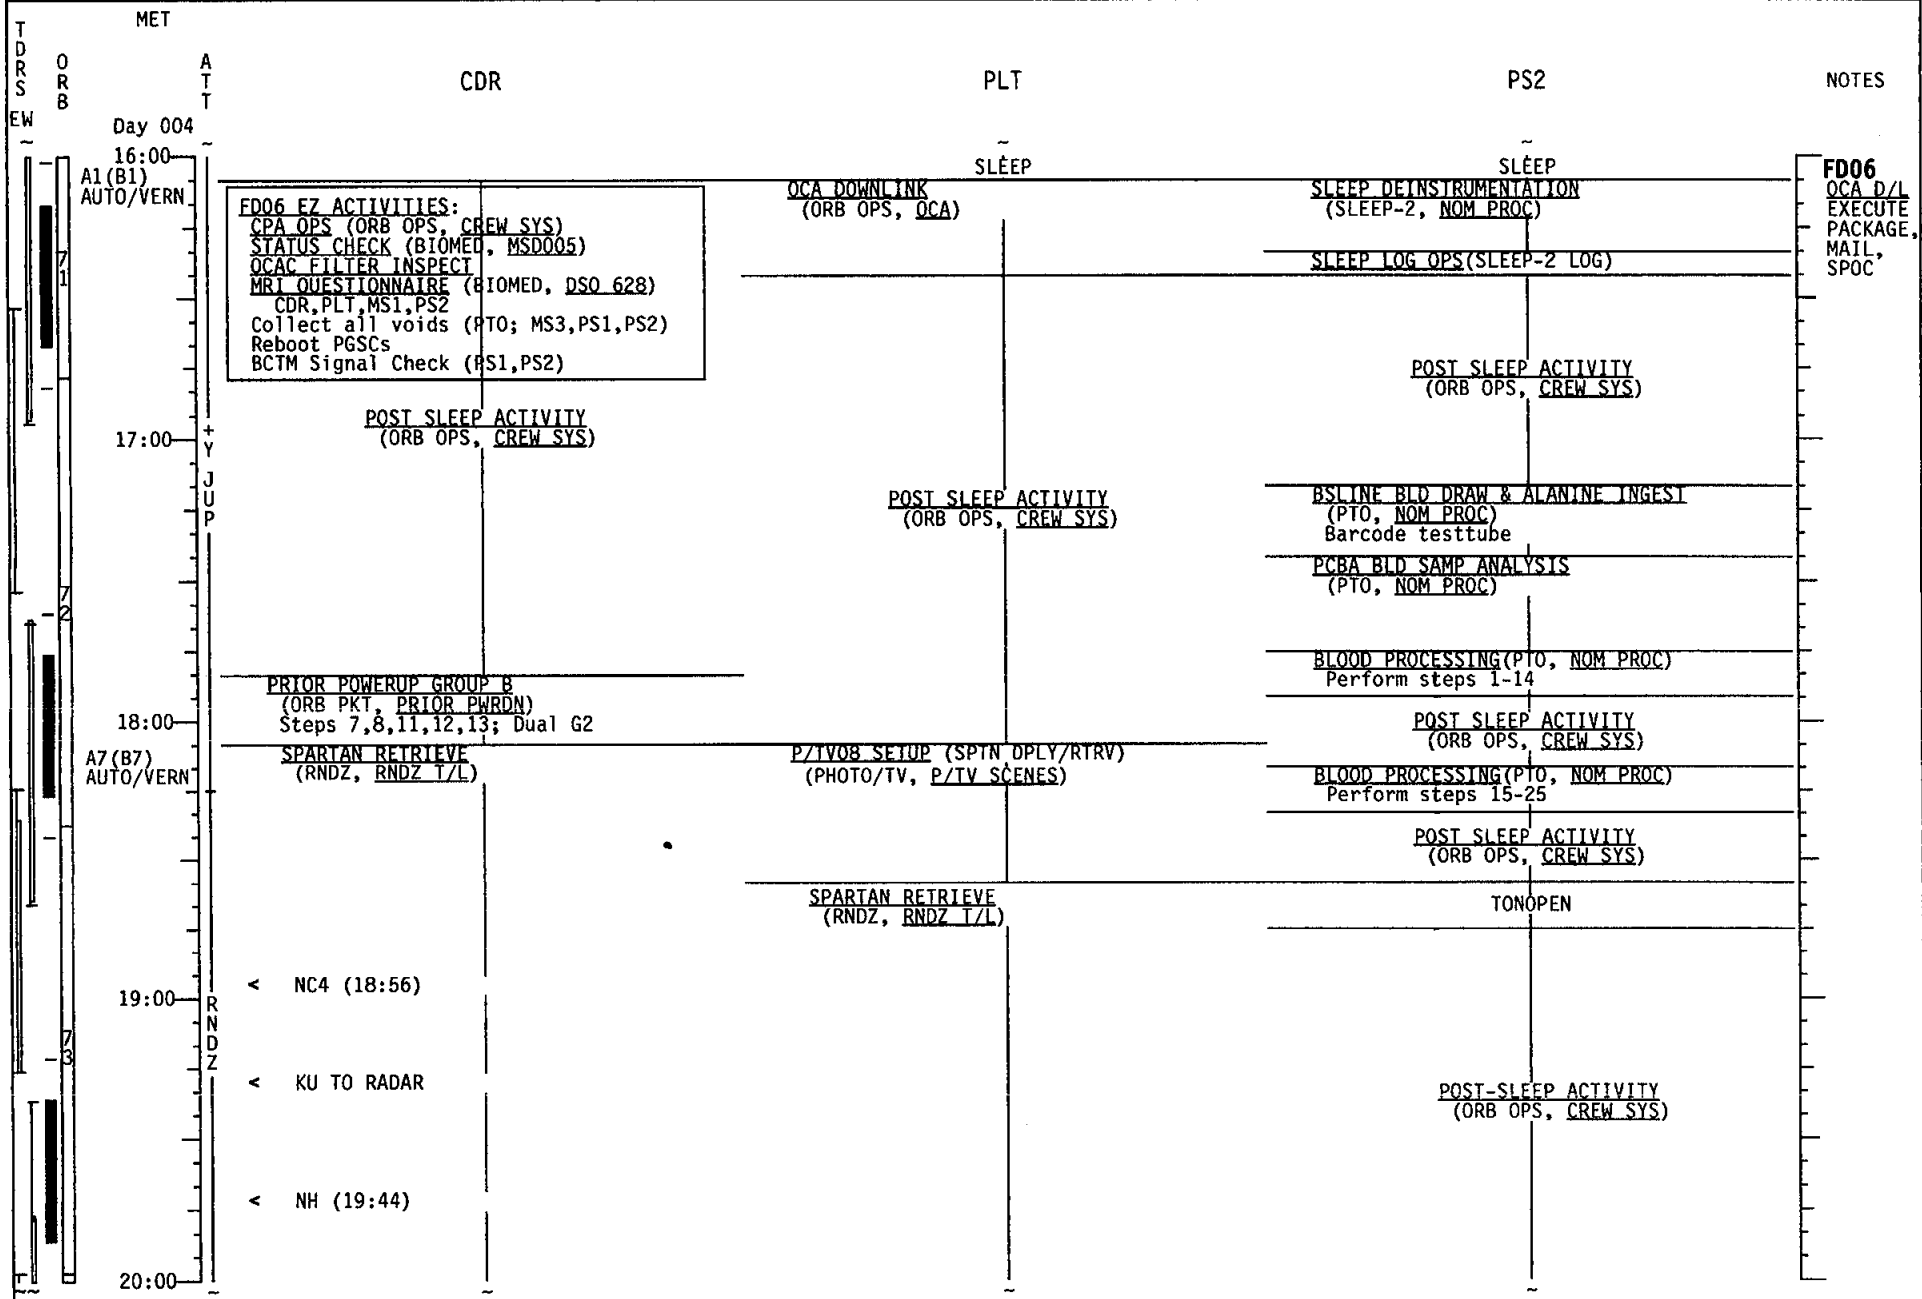 MET
TDRS
ORB
ATT
CDR
PLT
PS2
NOTES
EW
Day 004
16:00
A1(B1)
AUTO/VERN
71
+Y JUP
17:00
72
18:00
A7(B7)
AUTO/VERN
19:00
RNDZ
73
20:00
FD06 EZ ACTIVITIES:
CPA OPS (ORB OPS, CREW SYS)
STATUS CHECK (BIOMED, MSD005)
OCAC FILTER INSPECT
MRI QUESTIONNAIRE (BIOMED, DSO 628)
CDR,PLT,MS1,PS2
Collect all voids (PTO; MS3,PS1,PS2)
Reboot PGSCs
BCTM Signal Check (PS1,PS2)
POST SLEEP ACTIVITY
(ORB OPS, CREW SYS)
PRIOR POWERUP GROUP B
(ORB PKT, PRIOR PWRDN)
Steps 7,8,11,12,13; Dual G2
SPARTAN RETRIEVE
(RNDZ, RNDZ T/L)
< NC4 (18:56)
< KU TO RADAR
< NH (19:44)
SLEEP
OCA DOWNLINK
(ORB OPS, OCA)
POST SLEEP ACTIVITY
(ORB OPS, CREW SYS)
P/TV08 SETUP (SPTN DPLY/RTRV)
(PHOTO/TV, P/TV SCENES)
SPARTAN RETRIEVE
(RNDZ, RNDZ T/L)
SLEEP
SLEEP DEINSTRUMENTATION
(SLEEP-2, NOM PROC)
SLEEP LOG OPS(SLEEP-2 LOG)
POST SLEEP ACTIVITY
(ORB OPS, CREW SYS)
BSLINE BLD DRAW & ALANINE INGEST
(PTO, NOM PROC)
Barcode testtube
PCBA BLD SAMP ANALYSIS
(PTO, NOM PROC)
BLOOD PROCESSING(PTO, NOM PROC)
Perform steps 1-14
POST SLEEP ACTIVITY
(ORB OPS, CREW SYS)
BLOOD PROCESSING(PTO, NOM PROC)
Perform steps 15-25
POST SLEEP ACTIVITY
(ORB OPS, CREW SYS)
TONOPEN
POST-SLEEP ACTIVITY
(ORB OPS, CREW SYS)
FD06
OCA D/L
EXECUTE
PACKAGE,
MAIL,
SPOC